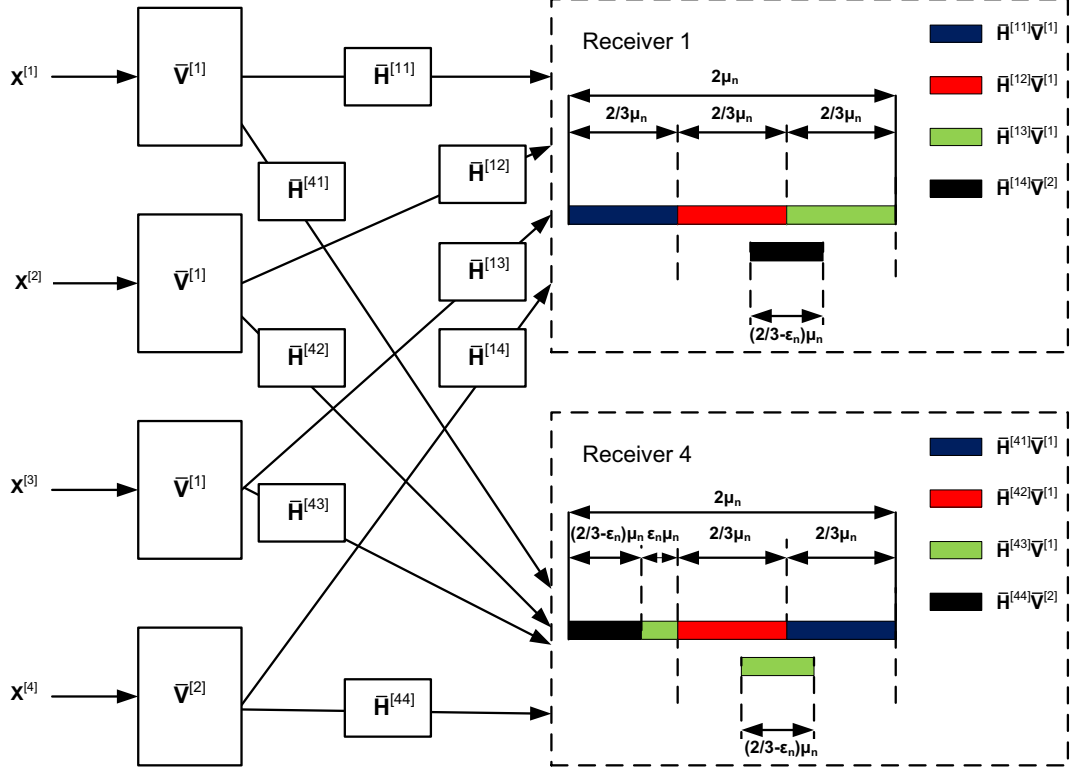 X[1]
V̄[1]
H̄[11]
H̄[41]
H̄[12]
X[2]
V̄[1]
H̄[13]
H̄[42]
H̄[14]
X[3]
V̄[1]
H̄[43]
X[4]
V̄[2]
H̄[44]
Receiver 1
2μn
2/3μn 2/3μn 2/3μn
(2/3-εn)μn
H̄[11]V̄[1]
H̄[12]V̄[1]
H̄[13]V̄[1]
H̄[14]V̄[2]
Receiver 4
2μn
(2/3-εn)μn εnμn 2/3μn 2/3μn
(2/3-εn)μn
H̄[41]V̄[1]
H̄[42]V̄[1]
H̄[43]V̄[1]
H̄[44]V̄[2]